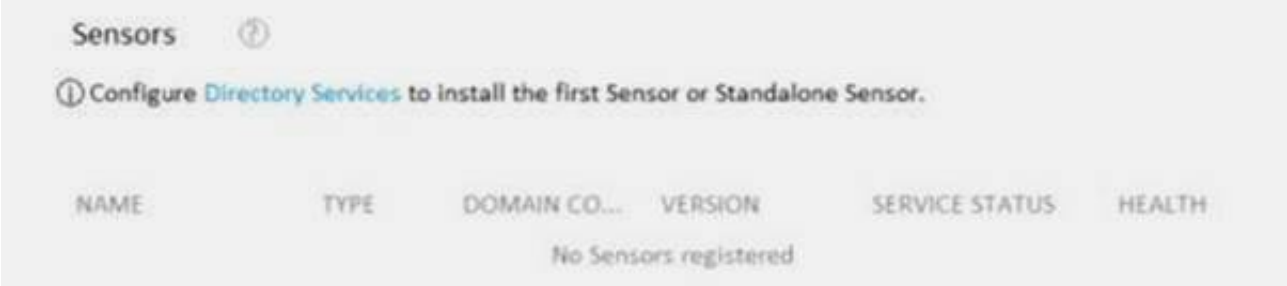 Sensors ?
ⓘ Configure Directory Services to install the first Sensor or Standalone Sensor.
NAME TYPE DOMAIN CO... VERSION SERVICE STATUS HEALTH
No Sensors registered